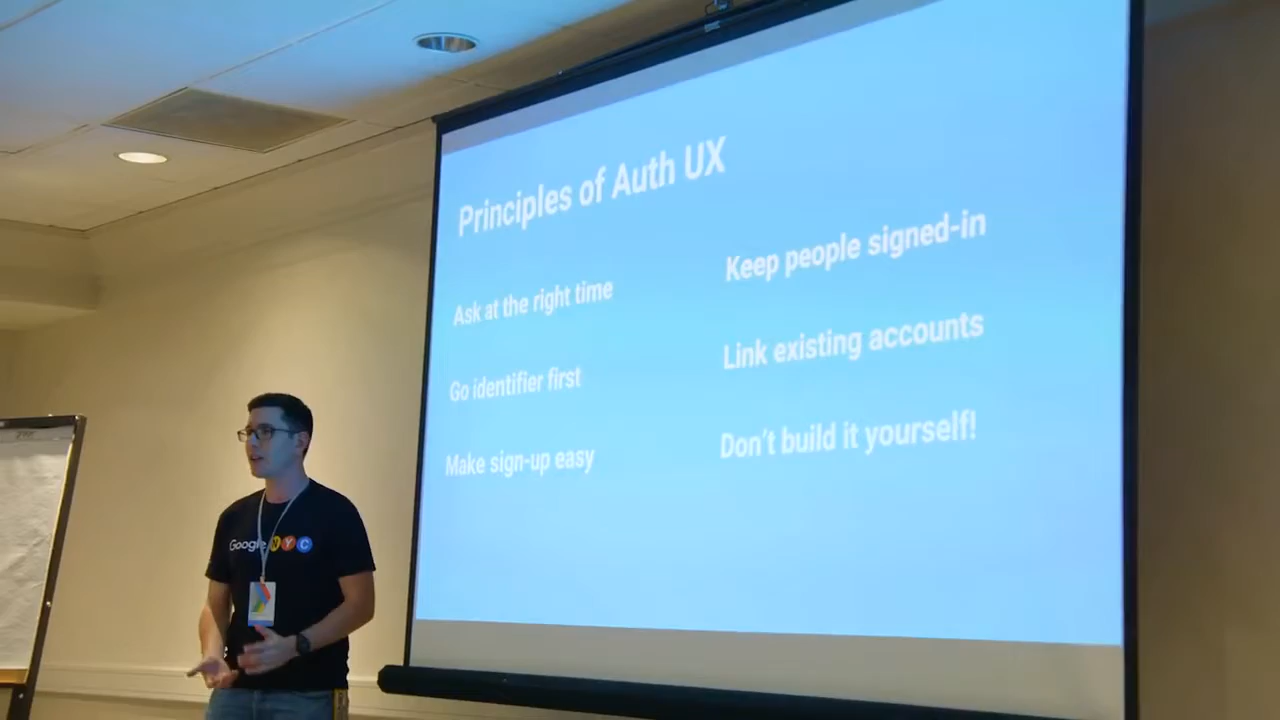 Principles of Auth UX
Ask at the right time
Go identifier first
Make sign-up easy
Keep people signed-in
Link existing accounts
Don't build it yourself!
Google NYC